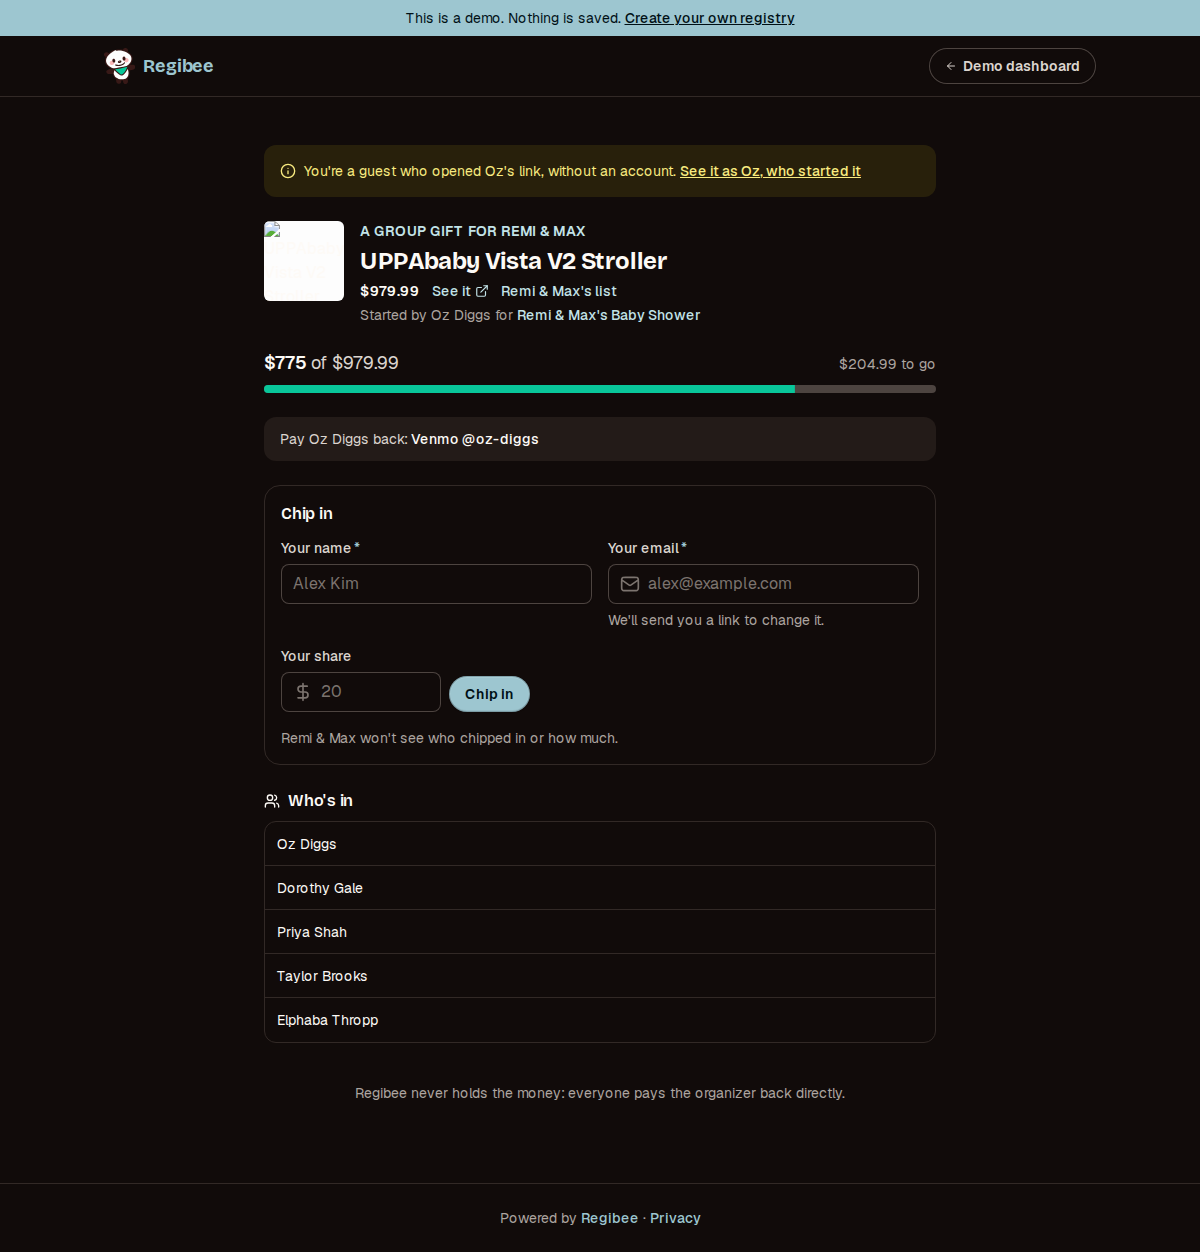 This is a demo. Nothing is saved. Create your own registry
Regibee
Demo dashboard
You're a guest who opened Oz's link, without an account. See it as Oz, who started it
A GROUP GIFT FOR REMI & MAX
UPPAbaby Vista V2 Stroller
$979.99 See it Remi & Max's list
Started by Oz Diggs for Remi & Max's Baby Shower
$775 of $979.99
$204.99 to go
Pay Oz Diggs back: Venmo @oz-diggs
Chip in
Your name *
Your email *
Alex Kim
alex@example.com
We'll send you a link to change it.
Your share
$ 20
Chip in
Remi & Max won't see who chipped in or how much.
Who's in
Oz Diggs
Dorothy Gale
Priya Shah
Taylor Brooks
Elphaba Thropp
Regibee never holds the money: everyone pays the organizer back directly.
Powered by Regibee · Privacy